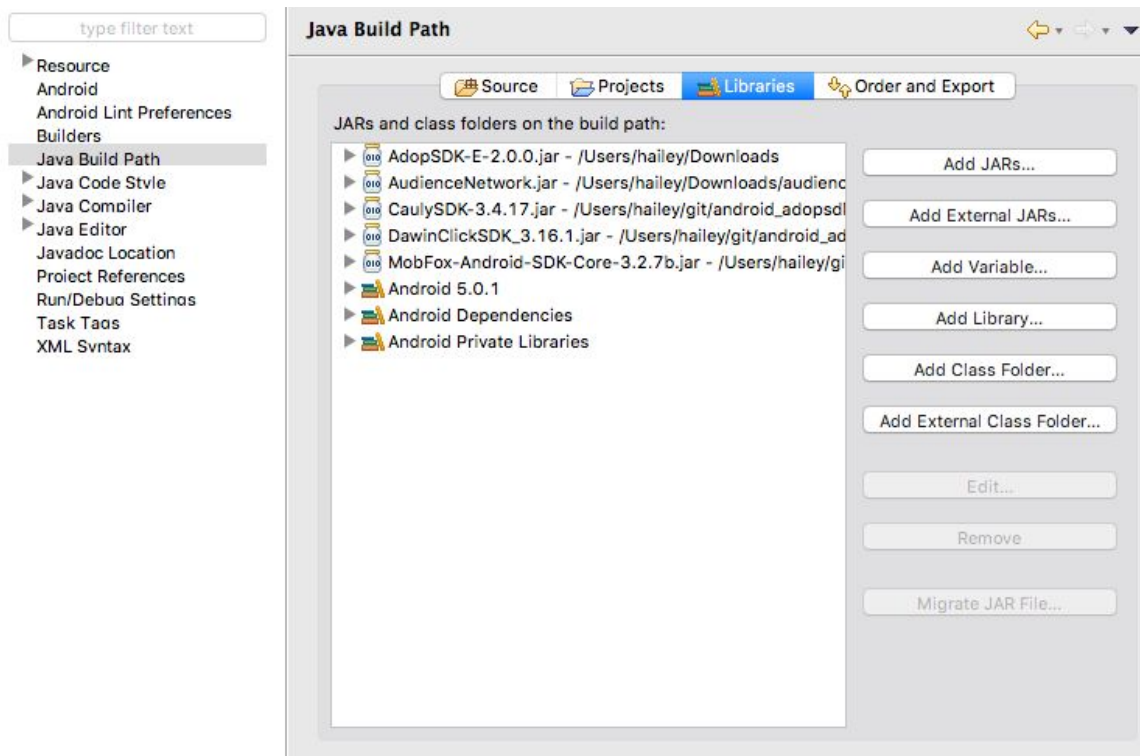 type filter text
Resource
Android
Android Lint Preferences
Builders
Java Build Path
Java Code Style
Java Compiler
Java Editor
Javadoc Location
Project References
Run/Debug Settings
Task Tags
XML Syntax
Java Build Path
Source
Projects
Libraries
Order and Export
JARs and class folders on the build path:
AdopSDK-E-2.0.0.jar - /Users/hailey/Downloads
AudienceNetwork.jar - /Users/hailey/Downloads/audienc
CaulySDK-3.4.17.jar - /Users/hailey/git/android_adopsdl
DawinClickSDK_3.16.1.jar - /Users/hailey/git/android_ad
MobFox-Android-SDK-Core-3.2.7b.jar - /Users/hailey/gi
Android 5.0.1
Android Dependencies
Android Private Libraries
Add JARs...
Add External JARs...
Add Variable...
Add Library...
Add Class Folder...
Add External Class Folder...
Edit...
Remove
Migrate JAR File...